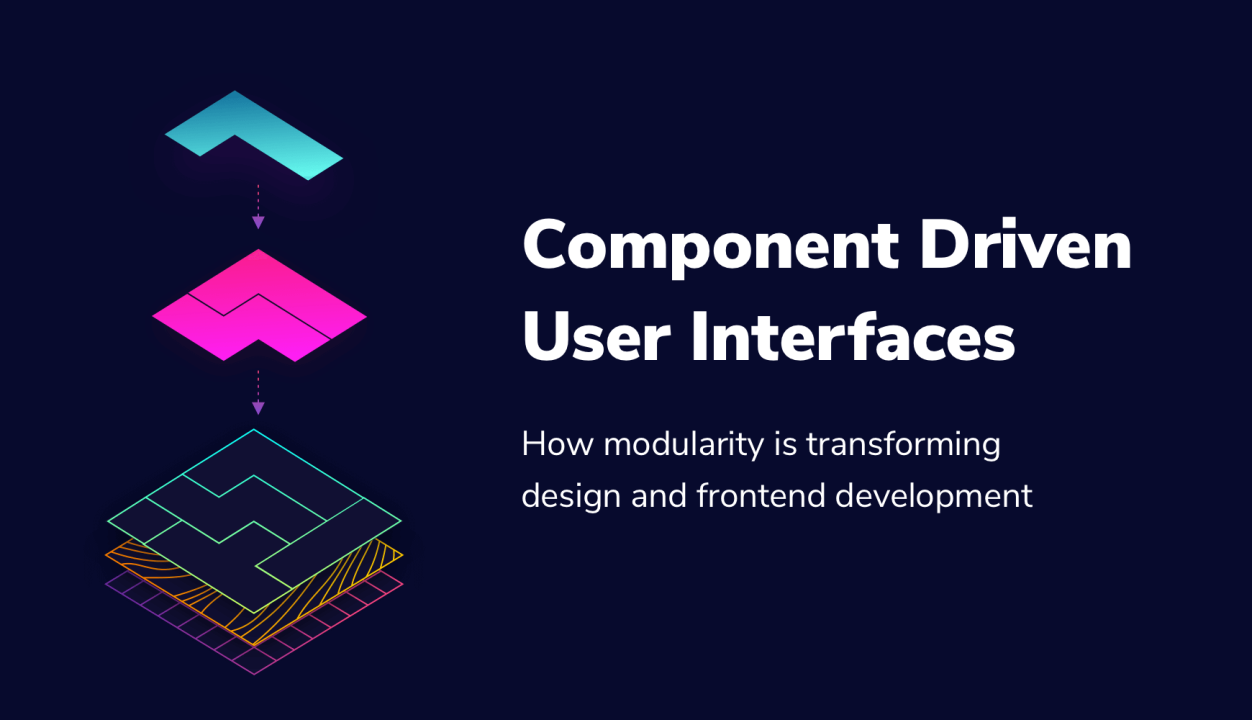 Component Driven
User Interfaces
How modularity is transforming
design and frontend development